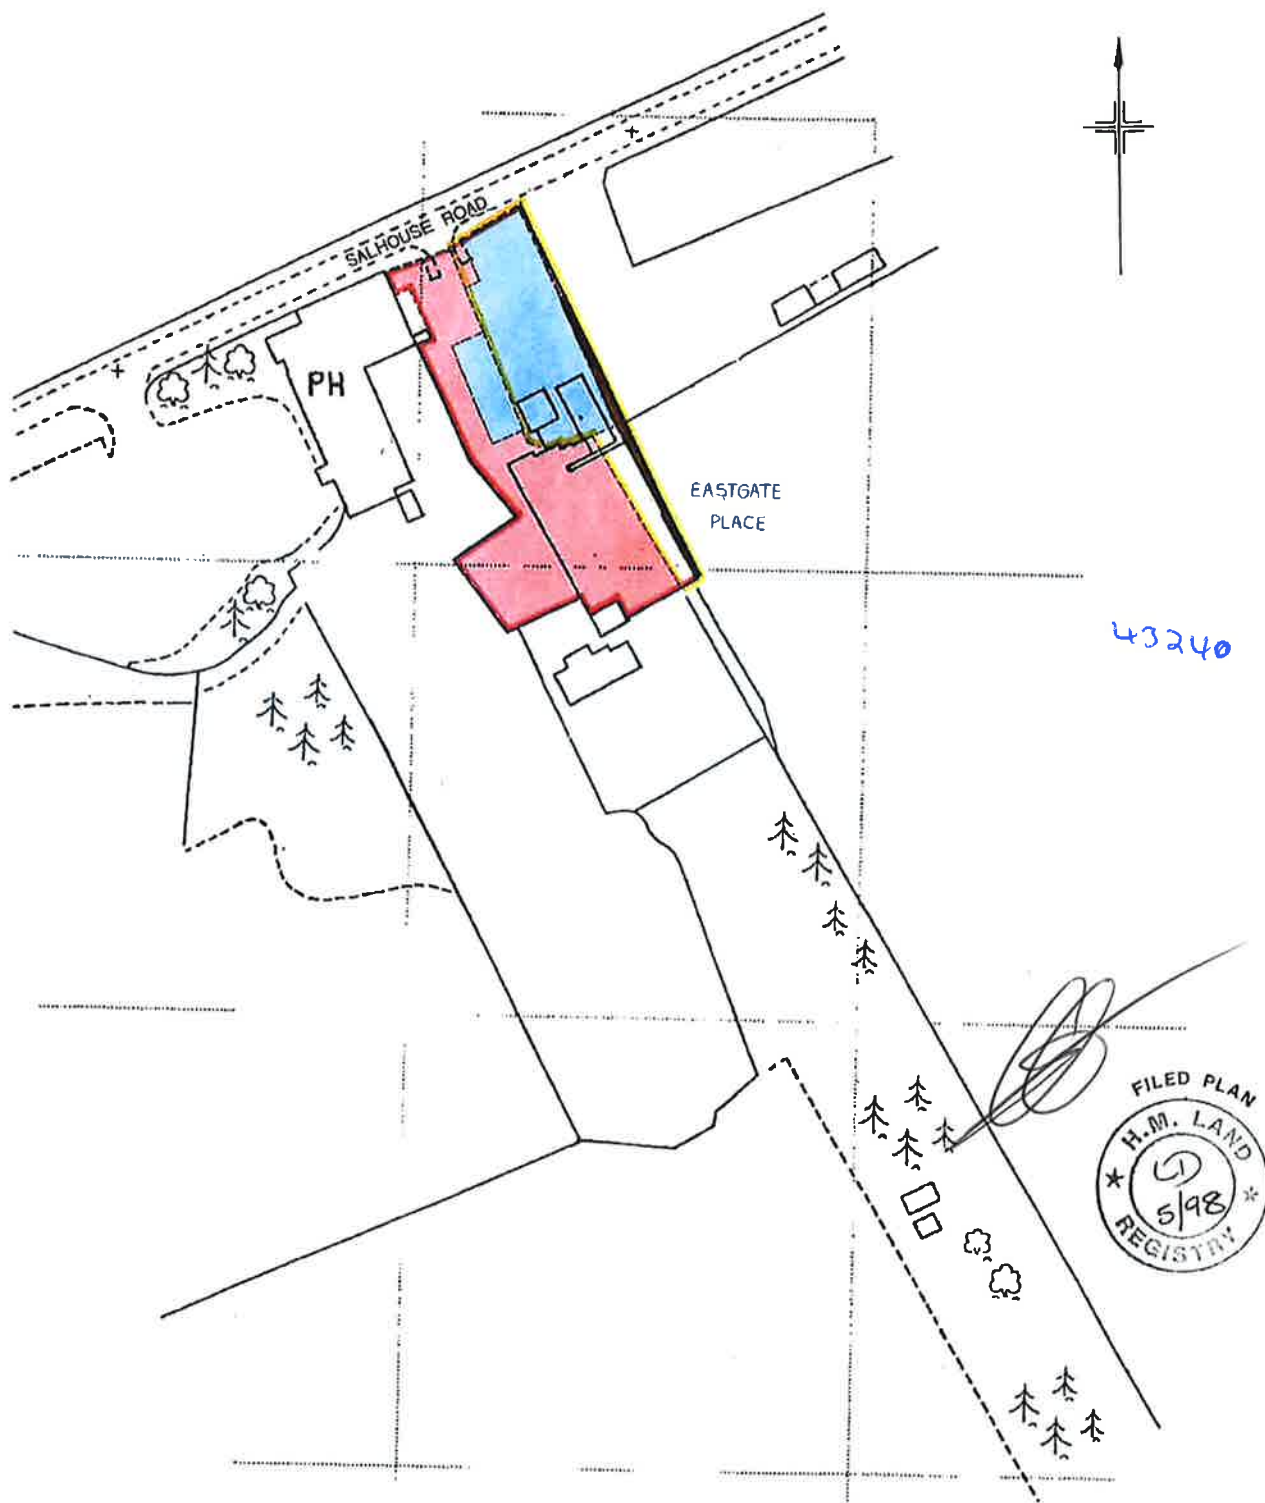 SALHOUSE ROAD
PH
EASTGATE
PLACE
43240
FILED PLAN
H.M. LAND
5/98
REGISTRY